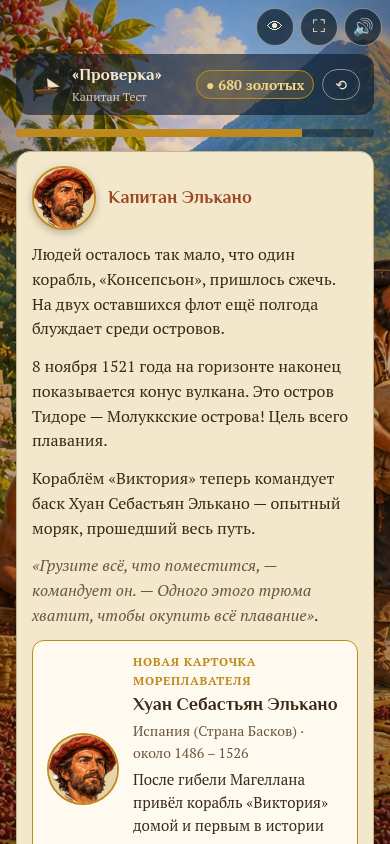 «Проверка»
Капитан Тест
● 680 золотых
⟲
Капитан Элькано
Людей осталось так мало, что один
корабль, «Консепсьон», пришлось сжечь.
На двух оставшихся флот ещё полгода
блуждает среди островов.
8 ноября 1521 года на горизонте наконец
показывается конус вулкана. Это остров
Тидоре — Молуккские острова! Цель всего
плавания.
Кораблём «Виктория» теперь командует
баск Хуан Себастьян Элькано — опытный
моряк, прошедший весь путь.
«Грузите всё, что поместится, —
командует он. — Одного этого трюма
хватит, чтобы окупить всё плавание».
НОВАЯ КАРТОЧКА
МОРЕПЛАВАТЕЛЯ
Хуан Себастьян Элькано
Испания (Страна Басков) ·
около 1486 – 1526
После гибели Магеллана
привёл корабль «Виктория»
домой и первым в истории